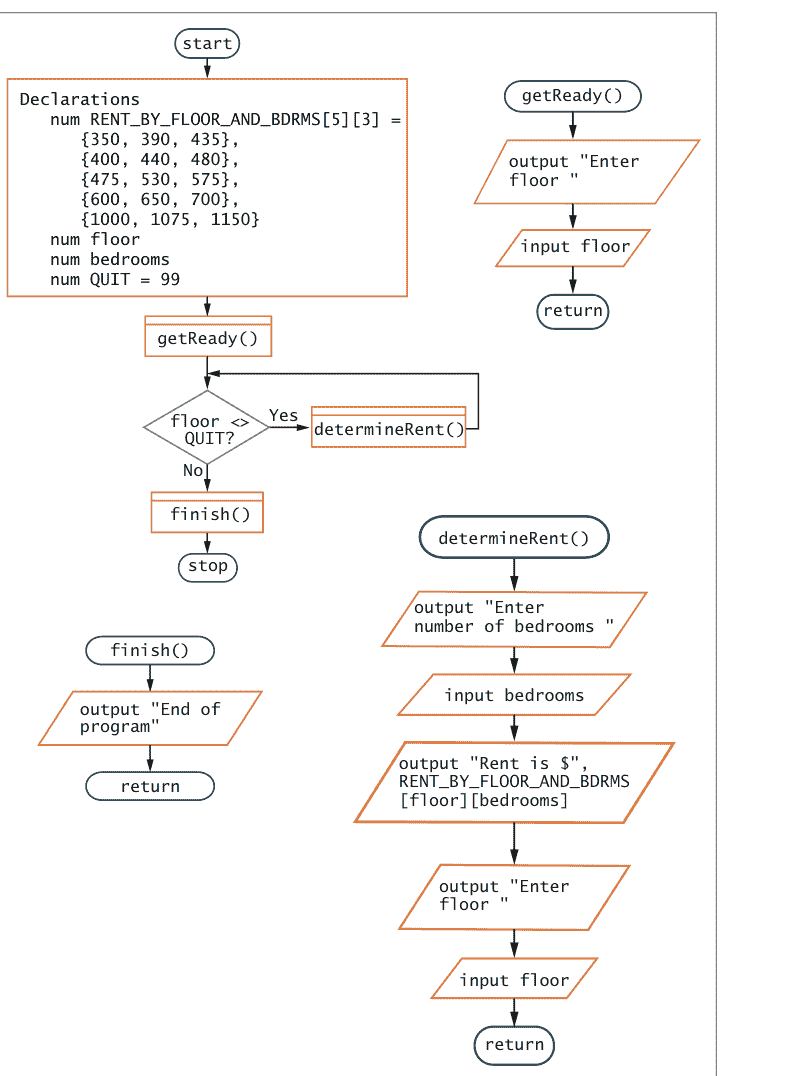 start
Declarations
num RENT_BY_FLOOR_AND_BDRMS[5][3] =
{350, 390, 435},
{400, 440, 480},
{475, 530, 575},
{600, 650, 700},
{1000, 1075, 1150}
num floor
num bedrooms
num QUIT = 99
getReady()
floor <>
QUIT?
Yes
determineRent()
No
finish()
stop
getReady()
output "Enter
floor "
input floor
return
finish()
output "End of
program"
return
determineRent()
output "Enter
number of bedrooms "
input bedrooms
output "Rent is $",
RENT_BY_FLOOR_AND_BDRMS
[floor][bedrooms]
output "Enter
floor "
input floor
return